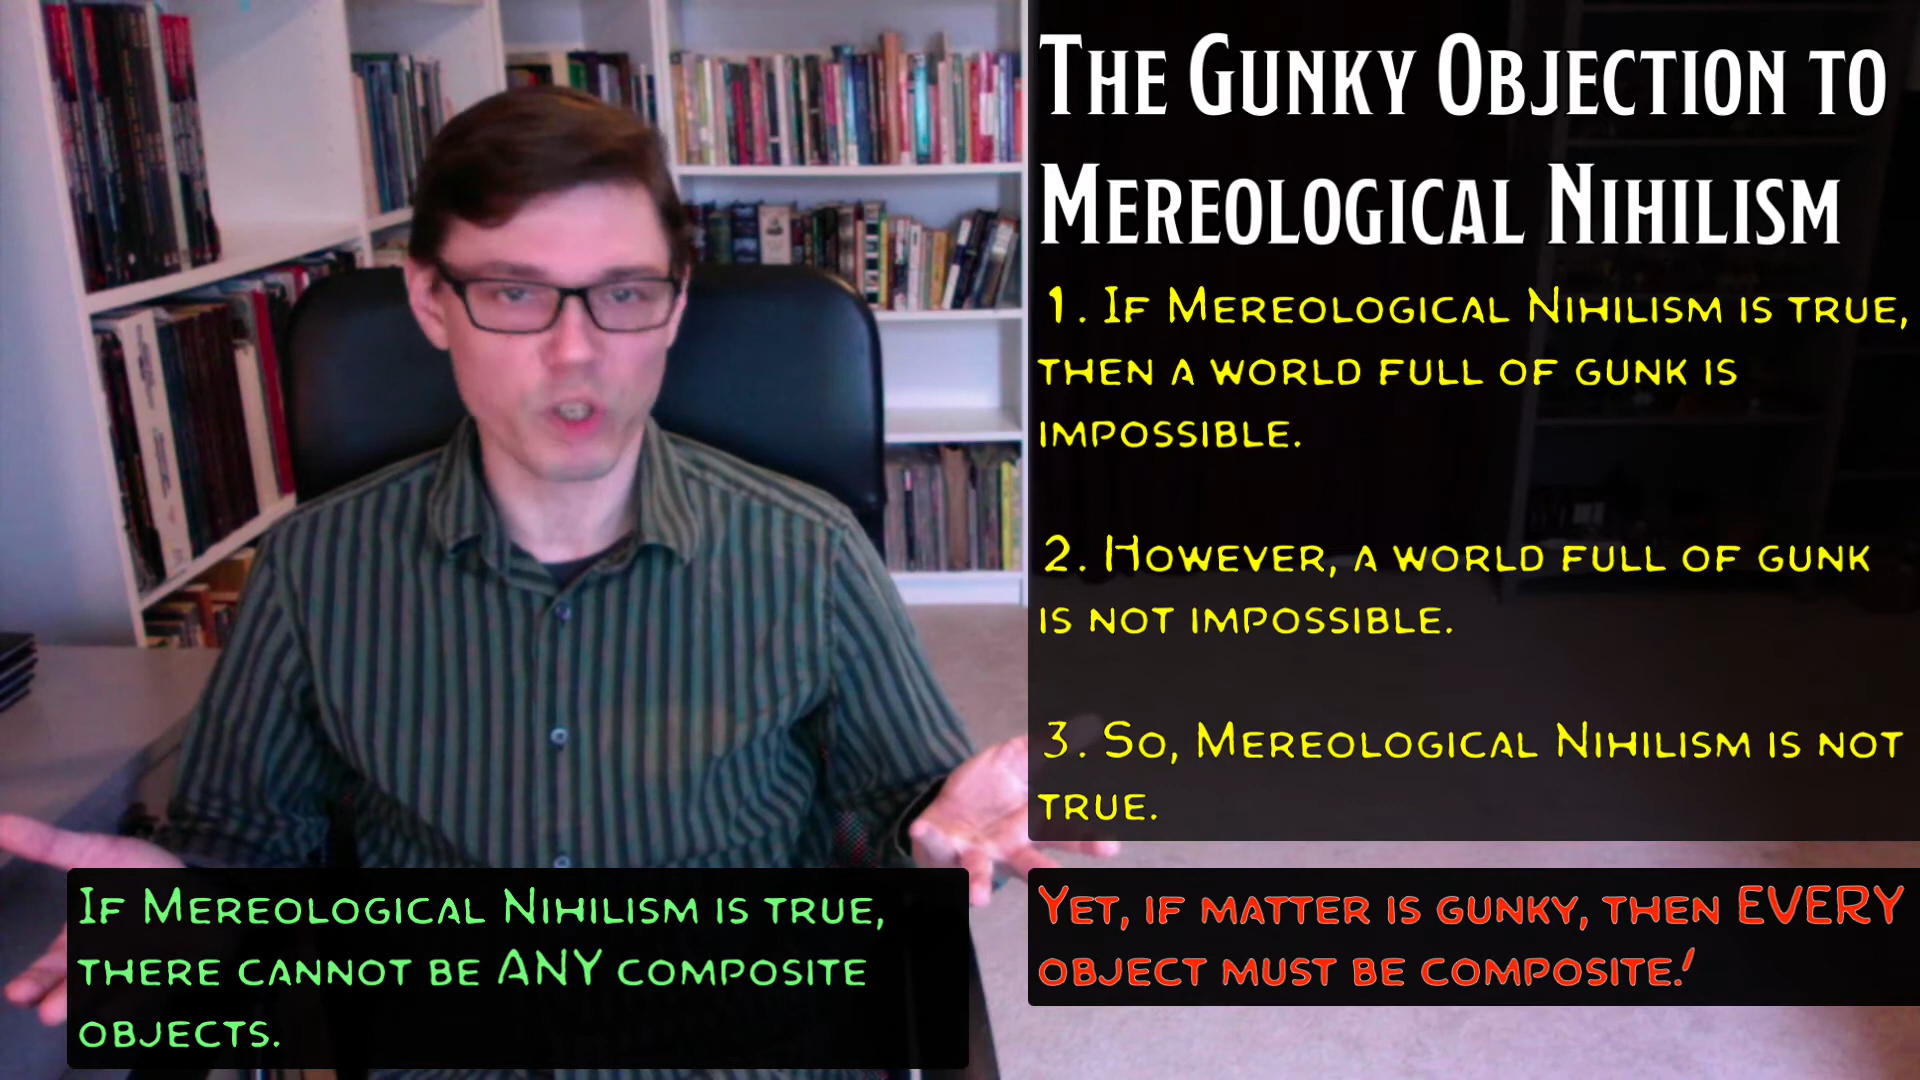 The Gunky Objection to
Mereological Nihilism
1. If Mereological Nihilism is true,
then a world full of gunk is
impossible.
2. However, a world full of gunk
is not impossible.
3. So, Mereological Nihilism is not
true.
If Mereological Nihilism is true,
there cannot be ANY composite
objects.
Yet, if matter is gunky, then EVERY
object must be composite!